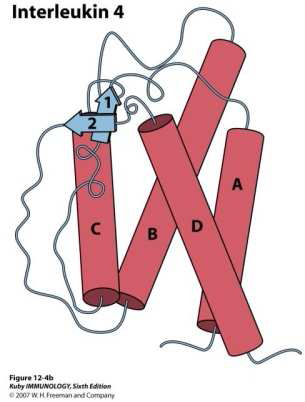 Interleukin 4
1
2
A
C
B
D
Figure 12-4b
Kuby IMMUNOLOGY, Sixth Edition
© 2007 W. H. Freeman and Company